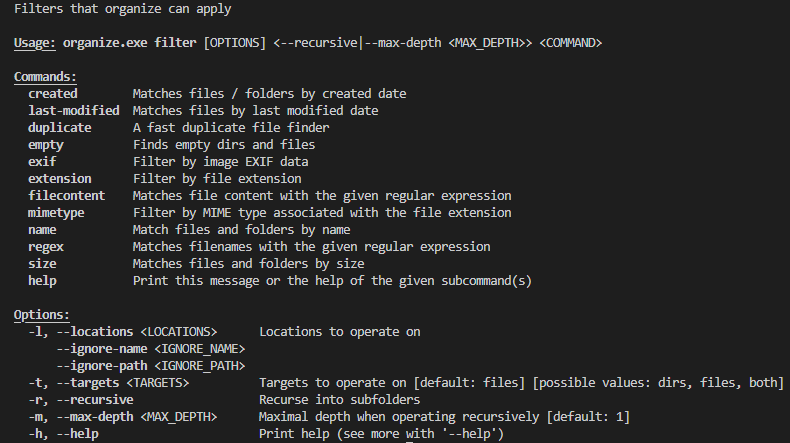 Filters that organize can apply

Usage: organize.exe filter [OPTIONS] <--recursive|--max-depth <MAX_DEPTH>> <COMMAND>

Commands:
  created        Matches files / folders by created date
  last-modified  Matches files by last modified date
  duplicate      A fast duplicate file finder
  empty          Finds empty dirs and files
  exif           Filter by image EXIF data
  extension      Filter by file extension
  filecontent    Matches file content with the given regular expression
  mimetype       Filter by MIME type associated with the file extension
  name           Match files and folders by name
  regex          Matches filenames with the given regular expression
  size           Matches files and folders by size
  help           Print this message or the help of the given subcommand(s)

Options:
  -l, --locations <LOCATIONS>      Locations to operate on
      --ignore-name <IGNORE_NAME>
      --ignore-path <IGNORE_PATH>
  -t, --targets <TARGETS>          Targets to operate on [default: files] [possible values: dirs, files, both]
  -r, --recursive                  Recurse into subfolders
  -m, --max-depth <MAX_DEPTH>      Maximal depth when operating recursively [default: 1]
  -h, --help                       Print help (see more with '--help')